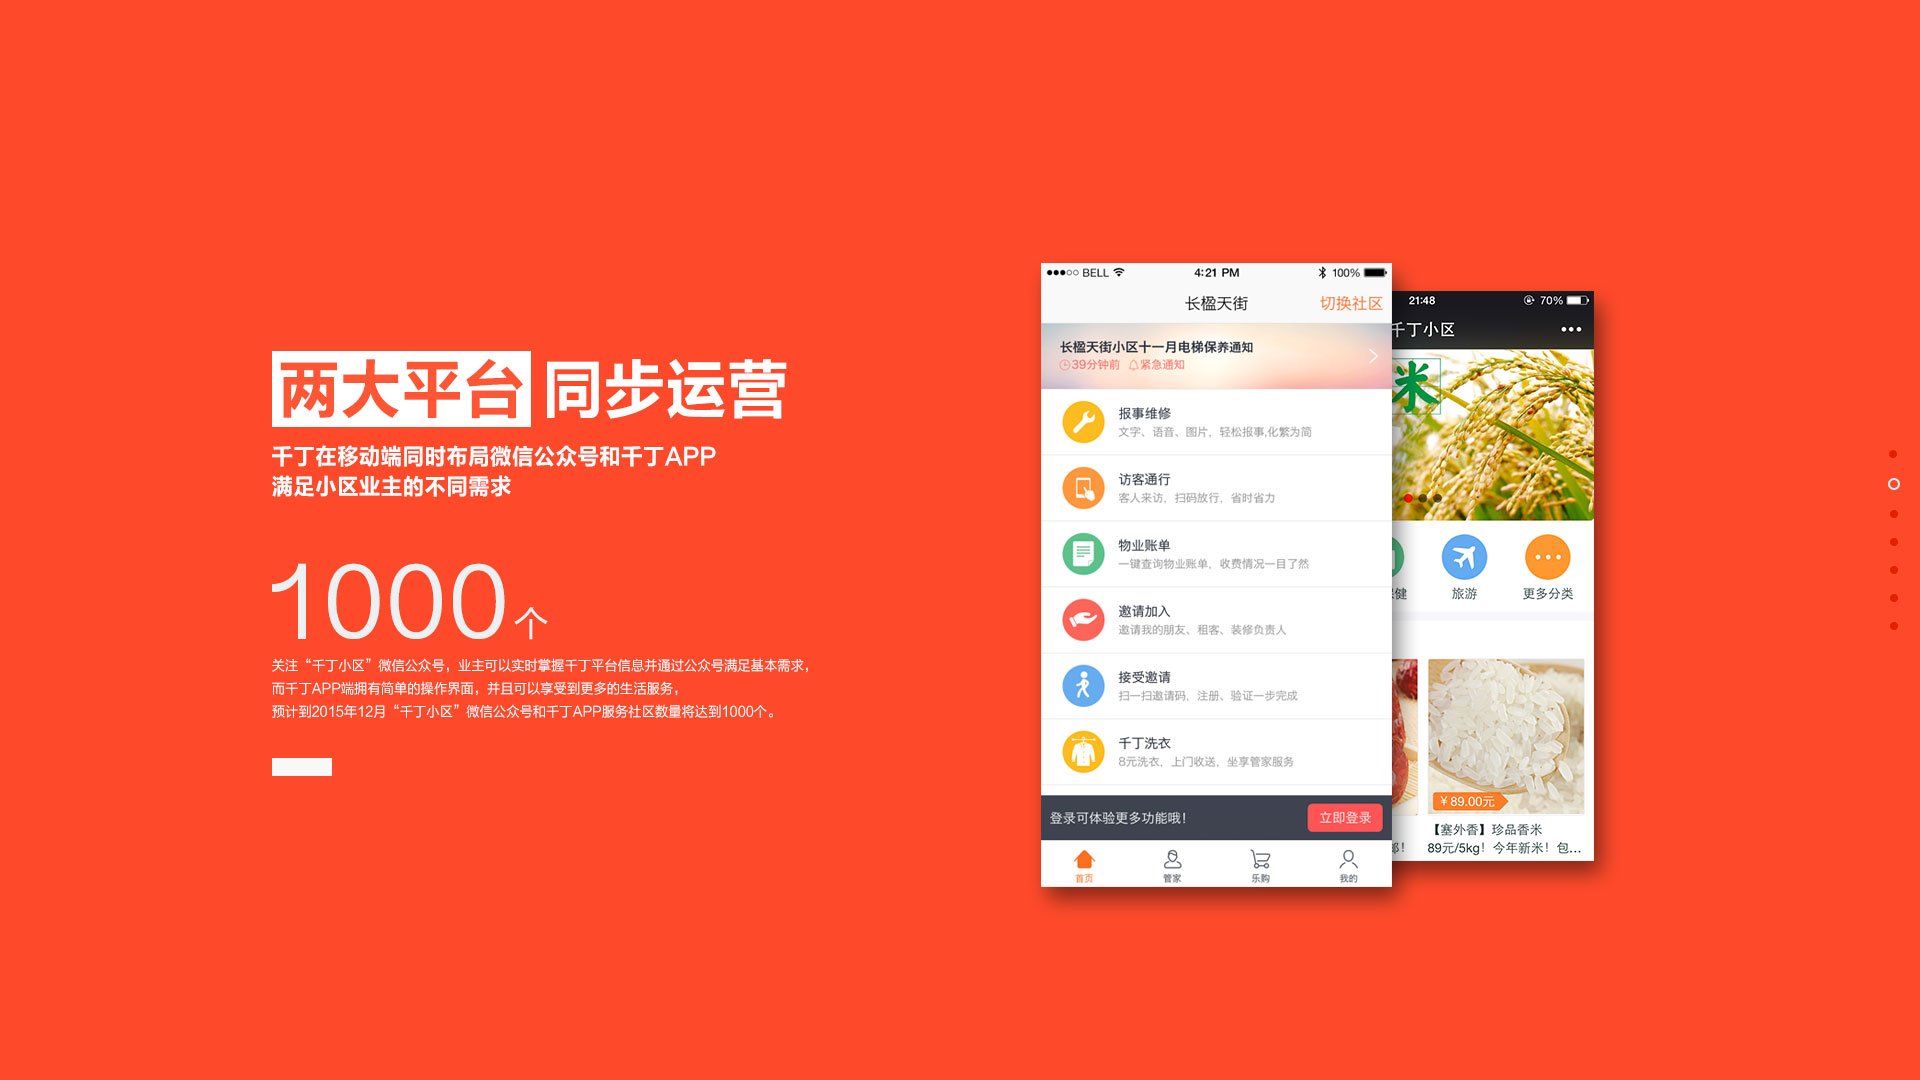 两大平台 同步运营
千丁在移动端同时布局微信公众号和千丁APP
满足小区业主的不同需求
1000个
关注“千丁小区”微信公众号，业主可以实时掌握千丁平台信息并通过公众号满足基本需求，
而千丁APP端拥有简单的操作界面，并且可以享受到更多的生活服务，
预计到2015年12月“千丁小区”微信公众号和千丁APP服务社区数量将达到1000个。
BELL 4:21 PM 100%
长楹天街 切换社区
长楹天街小区十一月电梯保养通知
39分钟前 紧急通知
报事维修
文字、语音、图片，轻松报事,化繁为简
访客通行
客人来访，扫码放行，省时省力
物业账单
一键查询物业账单，收费情况一目了然
邀请加入
邀请我的朋友、租客、装修负责人
接受邀请
扫一扫邀请码，注册、验证一步完成
千丁洗衣
8元洗衣，上门收送，坐享管家服务
登录可体验更多功能哦！ 立即登录
首页 管家 乐购 我的
21:48 70%
千丁小区
米
健 旅游 更多分类
￥89.00元
【塞外香】珍品香米
89元/5kg！今年新米！包...